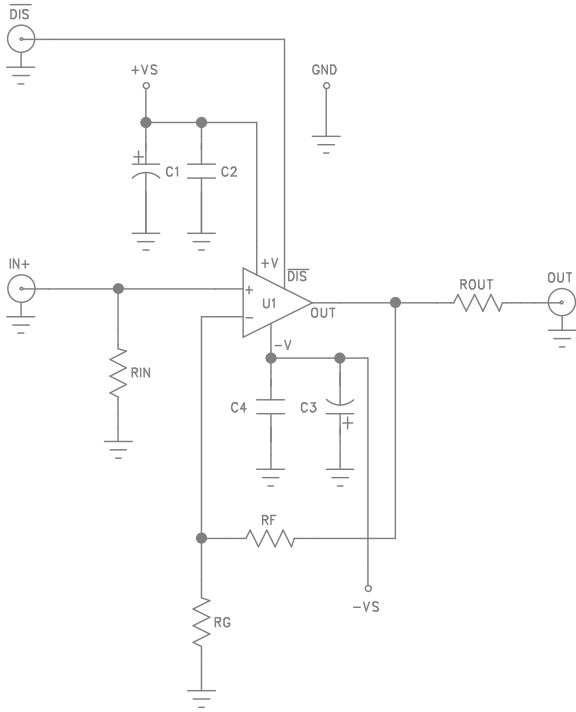 DIS
+VS
GND
+
C1
C2
IN+
+V
DIS
+
U1
−
OUT
ROUT
OUT
−V
RIN
C4
C3
+
RF
−VS
RG